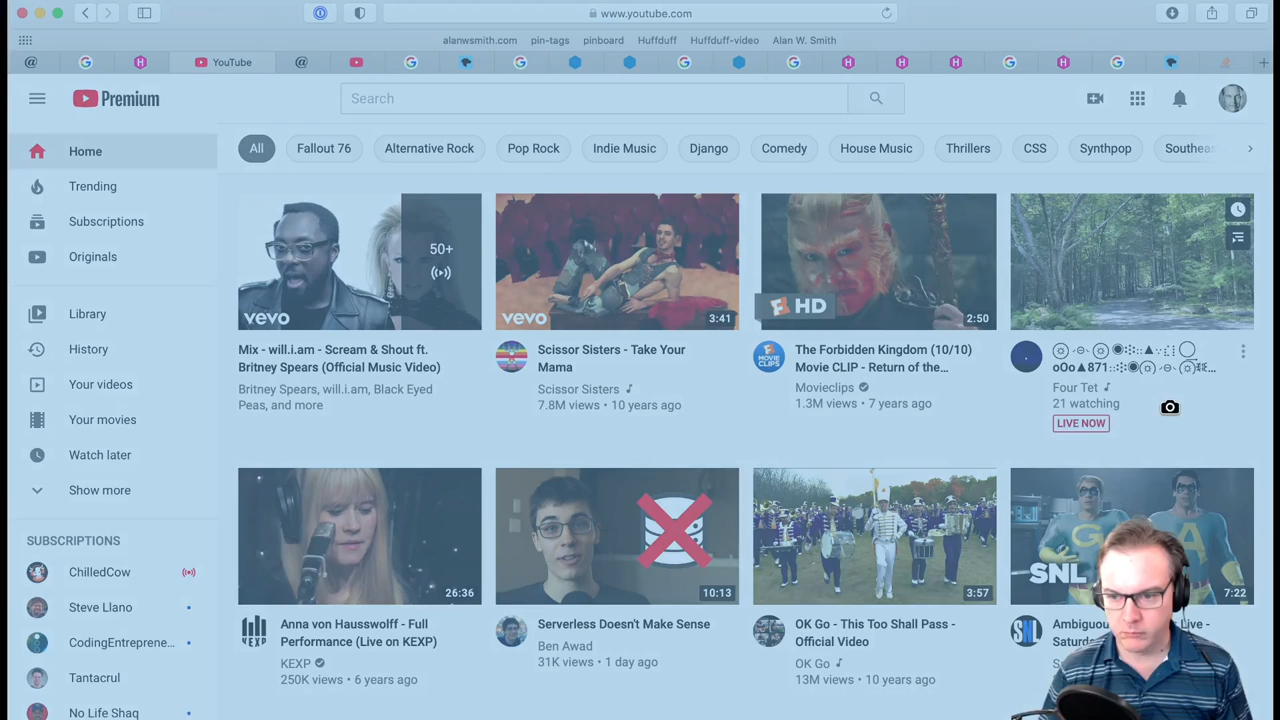 www.youtube.com
alanwsmith.com pin-tags pinboard Huffduff Huffduff-video Alan W. Smith
YouTube
Premium
Search
Home
Trending
Subscriptions
Originals
Library
History
Your videos
Your movies
Watch later
Show more
SUBSCRIPTIONS
ChilledCow
Steve Llano
CodingEntreprene...
Tantacrul
No Life Shaq
All Fallout 76 Alternative Rock Pop Rock Indie Music Django Comedy House Music Thrillers CSS Synthpop Southeas
50+
vevo
Mix - will.i.am - Scream & Shout ft.
Britney Spears (Official Music Video)
Britney Spears, will.i.am, Black Eyed
Peas, and more
vevo
3:41
Scissor Sisters - Take Your
Mama
Scissor Sisters
7.8M views • 10 years ago
HD
2:50
MOVIE CLIPS
The Forbidden Kingdom (10/10)
Movie CLIP - Return of the...
Movieclips
1.3M views • 7 years ago
Four Tet
21 watching
LIVE NOW
26:36
KEXP
Anna von Hausswolff - Full
Performance (Live on KEXP)
KEXP
250K views • 6 years ago
10:13
Serverless Doesn't Make Sense
Ben Awad
31K views • 1 day ago
3:57
OK Go - This Too Shall Pass -
Official Video
OK Go
13M views • 10 years ago
G A
SNL
7:22
SNL
Ambiguou
Live -
Saturda